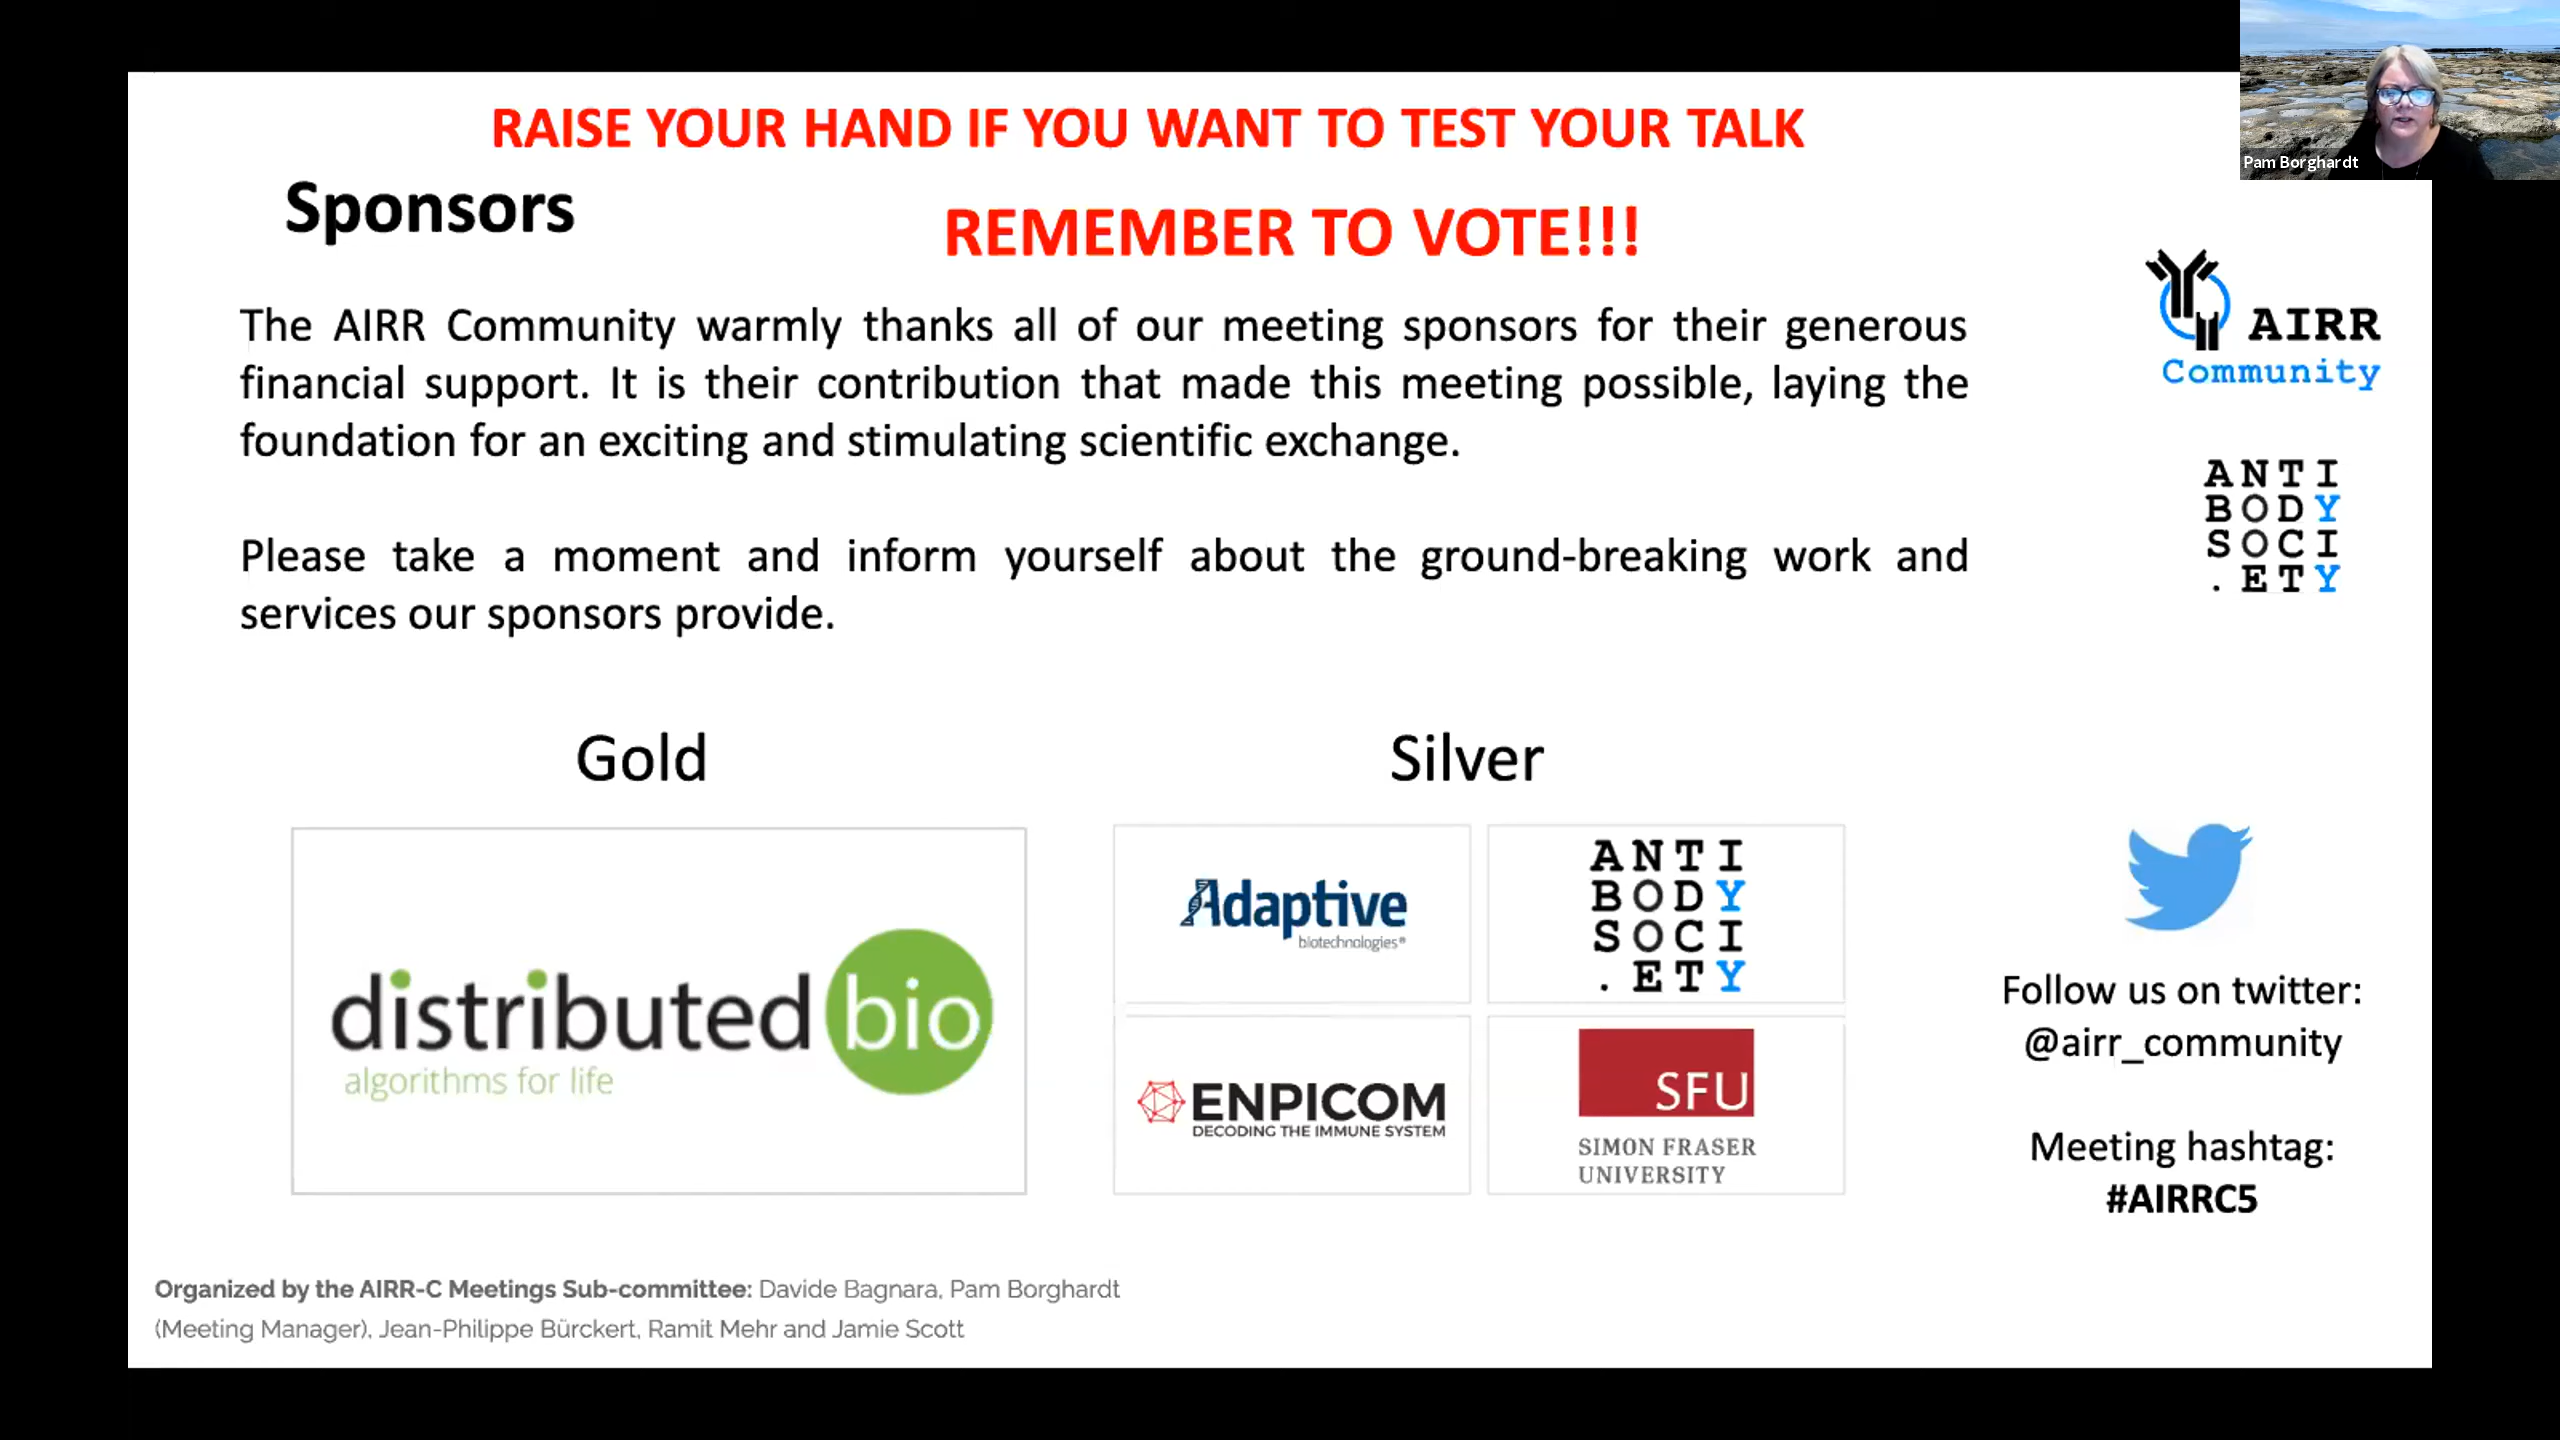 RAISE YOUR HAND IF YOU WANT TO TEST YOUR TALK
Pam Borghardt
Sponsors
REMEMBER TO VOTE!!!
The AIRR Community warmly thanks all of our meeting sponsors for their generous
financial support. It is their contribution that made this meeting possible, laying the
foundation for an exciting and stimulating scientific exchange.
AIRR
Community
Please take a moment and inform yourself about the ground-breaking work and
services our sponsors provide.
ANTI
BODY
SOCI
.ETY
Gold
Silver
distributed bio
algorithms for life
Adaptive
biotechnologies®
ANTI
BODY
SOCI
.ETY
ENPICOM
DECODING THE IMMUNE SYSTEM
SFU
SIMON FRASER
UNIVERSITY
Follow us on twitter:
@airr_community
Meeting hashtag:
#AIRRC5
Organized by the AIRR-C Meetings Sub-committee: Davide Bagnara, Pam Borghardt
(Meeting Manager), Jean-Philippe Bürckert, Ramit Mehr and Jamie Scott